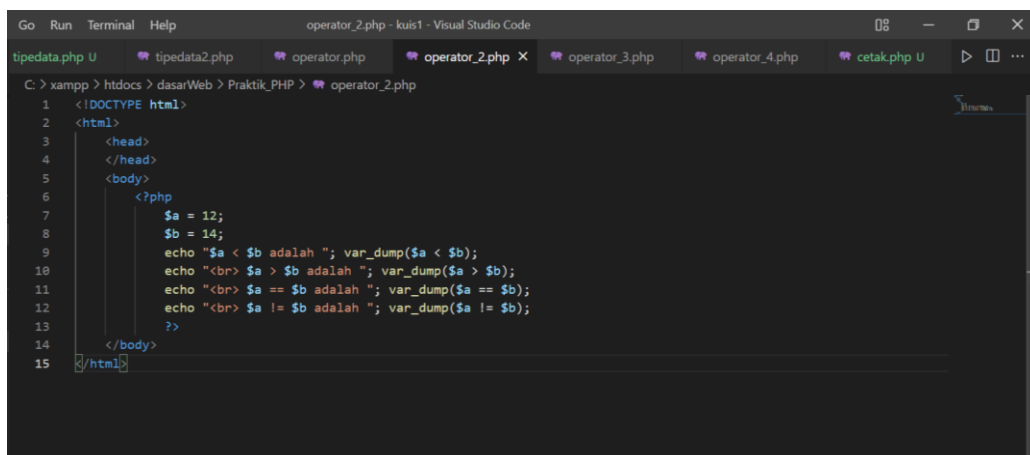 Go Run Terminal Help operator_2.php - kuis1 - Visual Studio Code
tipedata.php U tipedata2.php operator.php operator_2.php operator_3.php operator_4.php cetak.php U
C: > xampp > htdocs > dasarWeb > Praktik_PHP > operator_2.php
1 <!DOCTYPE html>
2 <html>
3 <head>
4 </head>
5 <body>
6 <?php
7 $a = 12;
8 $b = 14;
9 echo "$a < $b adalah "; var_dump($a < $b);
10 echo "<br> $a > $b adalah "; var_dump($a > $b);
11 echo "<br> $a == $b adalah "; var_dump($a == $b);
12 echo "<br> $a != $b adalah "; var_dump($a != $b);
13 ?>
14 </body>
15 </html>